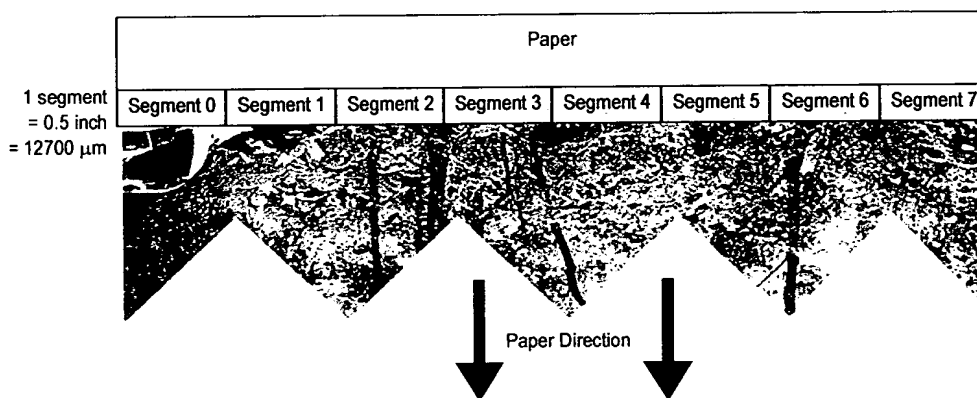 Paper
1 segment
= 0.5 inch
= 12700 μm
Segment 0
Segment 1
Segment 2
Segment 3
Segment 4
Segment 5
Segment 6
Segment 7
Paper Direction